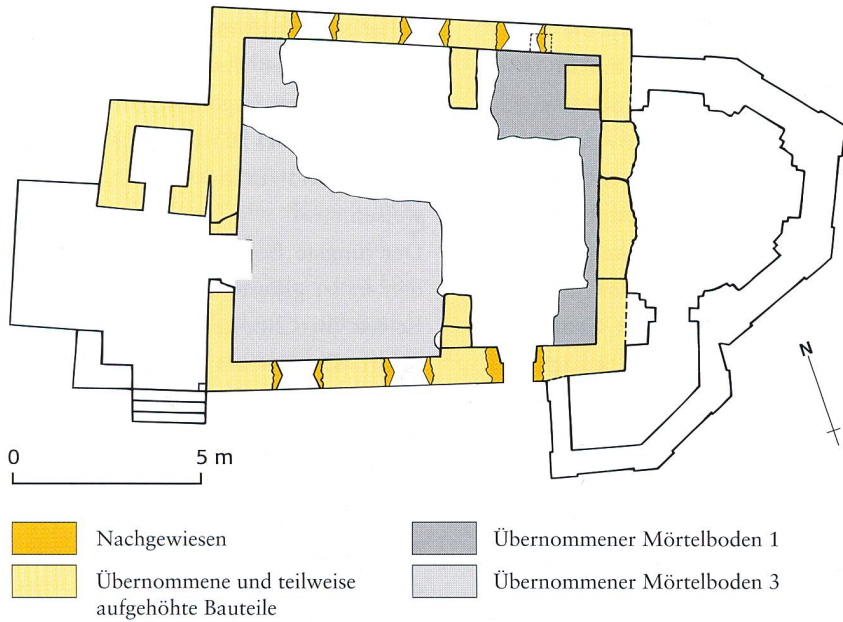 N
0 5 m
Nachgewiesen
Übernommene und teilweise
aufgehöhte Bauteile
Übernommener Mörtelboden 1
Übernommener Mörtelboden 3